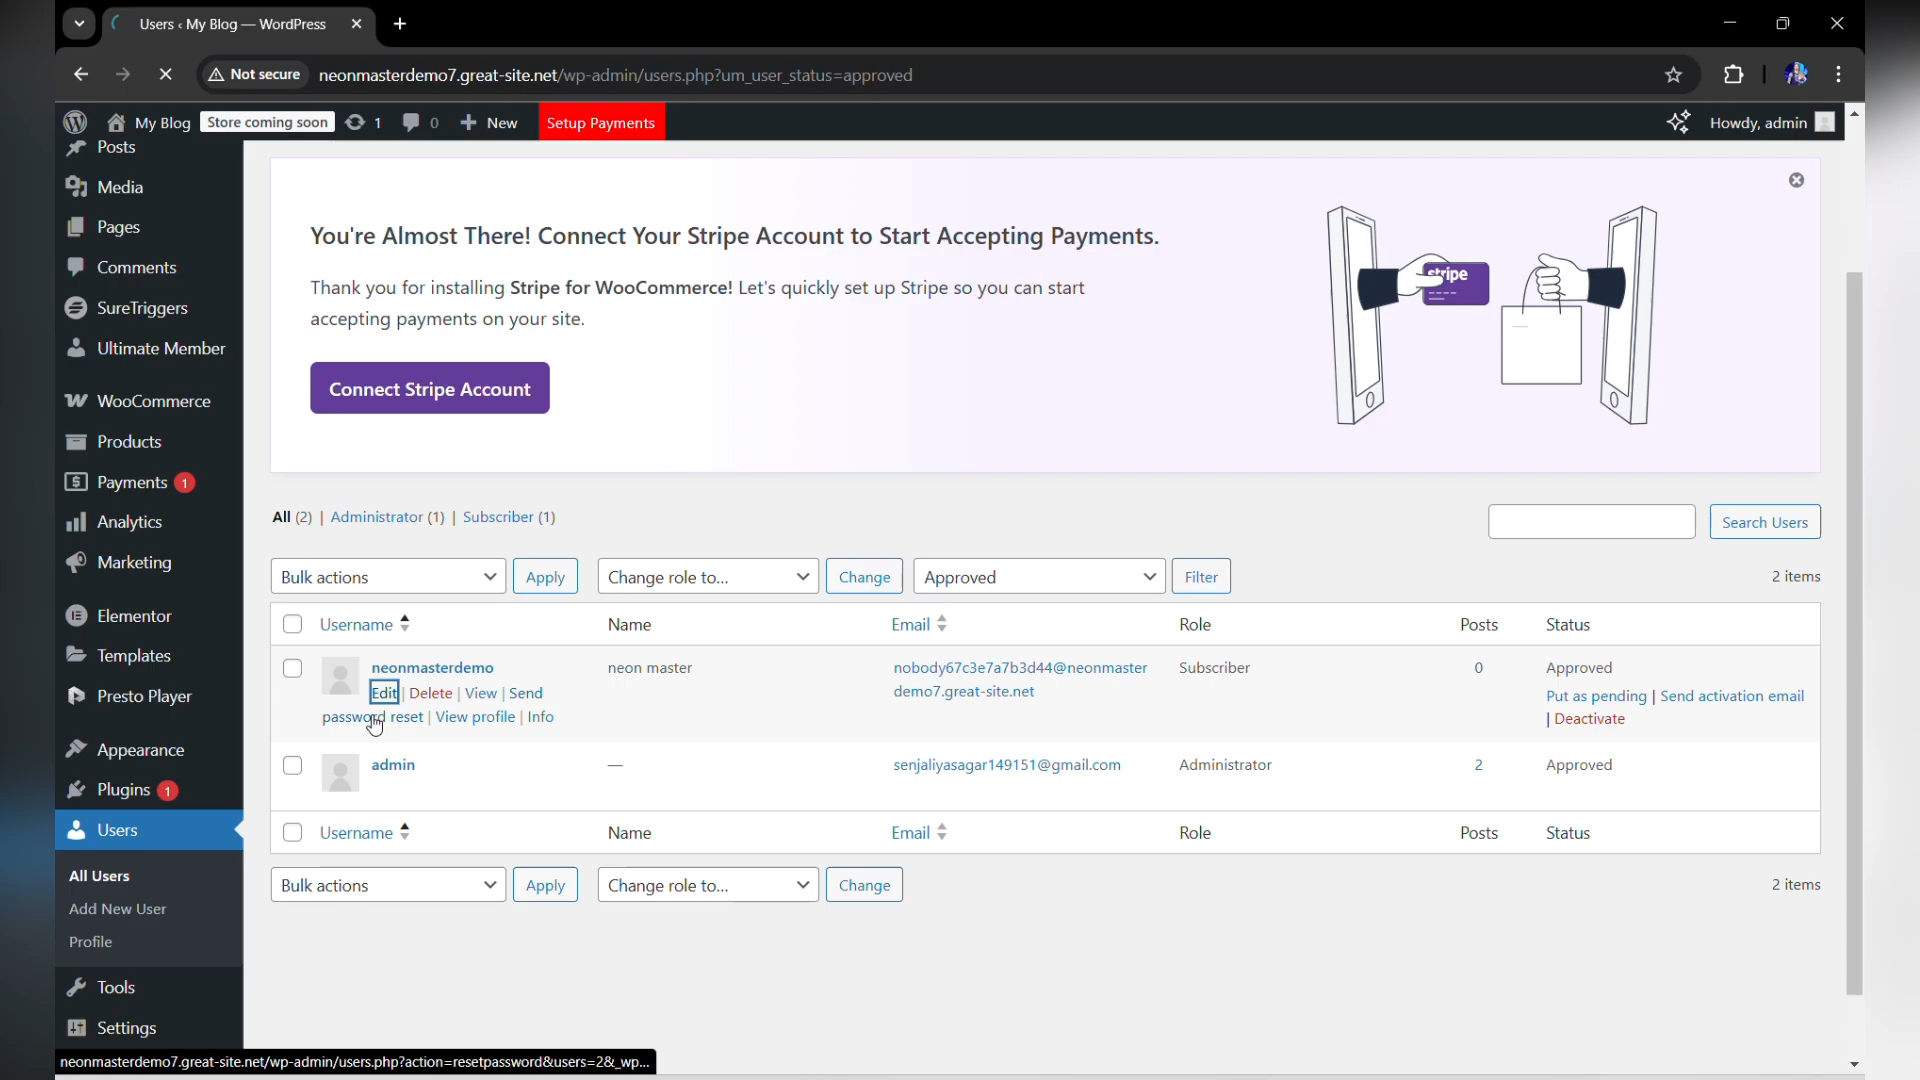 Users ‹ My Blog — WordPress
Not secure neonmasterdemo7.great-site.net/wp-admin/users.php?um_user_status=approved
My Blog Store coming soon 1 0 New Setup Payments Howdy, admin
Posts
Media
Pages
Comments
SureTriggers
Ultimate Member
WooCommerce
Products
Payments 1
Analytics
Marketing
Elementor
Templates
Presto Player
Appearance
Plugins 1
Users
All Users
Add New User
Profile
Tools
Settings
You're Almost There! Connect Your Stripe Account to Start Accepting Payments.
Thank you for installing Stripe for WooCommerce! Let's quickly set up Stripe so you can start
accepting payments on your site.
Connect Stripe Account
stripe
All (2) | Administrator (1) | Subscriber (1)
Search Users
Bulk actions Apply Change role to... Change Approved Filter 2 items
Username Name Email Role Posts Status
neonmasterdemo neon master nobody67c3e7a7b3d44@neonmaster Subscriber 0 Approved
Edit | Delete | View | Send demo7.great-site.net Put as pending | Send activation email
password reset | View profile | Info | Deactivate
admin — senjaliyasagar149151@gmail.com Administrator 2 Approved
Username Name Email Role Posts Status
Bulk actions Apply Change role to... Change 2 items
neonmasterdemo7.great-site.net/wp-admin/users.php?action=resetpassword&users=2&_wp...